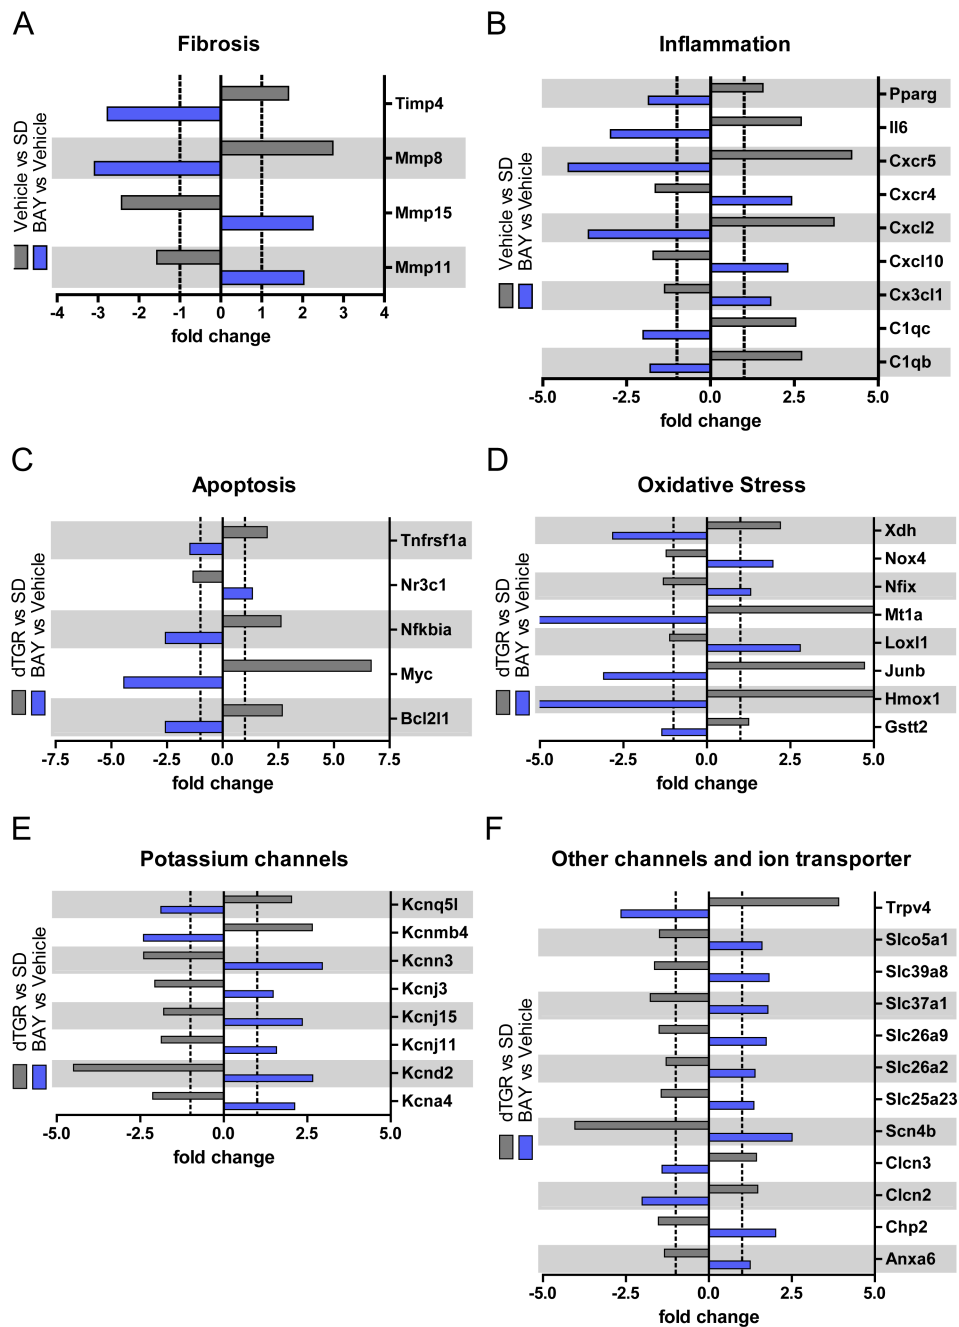 A
Fibrosis
Vehicle vs SD
BAY vs Vehicle
Timp4
Mmp8
Mmp15
Mmp11
-4 -3 -2 -1 0 1 2 3 4
fold change
B
Inflammation
Vehicle vs SD
BAY vs Vehicle
Pparg
Il6
Cxcr5
Cxcr4
Cxcl2
Cxcl10
Cx3cl1
C1qc
C1qb
-5.0 -2.5 0.0 2.5 5.0
fold change
C
Apoptosis
dTGR vs SD
BAY vs Vehicle
Tnfrsf1a
Nr3c1
Nfkbia
Myc
Bcl2l1
-7.5 -5.0 -2.5 0.0 2.5 5.0 7.5
fold change
D
Oxidative Stress
dTGR vs SD
BAY vs Vehicle
Xdh
Nox4
Nfix
Mt1a
Loxl1
Junb
Hmox1
Gstt2
-5.0 -2.5 0.0 2.5 5.0
fold change
E
Potassium channels
dTGR vs SD
BAY vs Vehicle
Kcnq5l
Kcnmb4
Kcnn3
Kcnj3
Kcnj15
Kcnj11
Kcnd2
Kcna4
-5.0 -2.5 0.0 2.5 5.0
fold change
F
Other channels and ion transporter
dTGR vs SD
BAY vs Vehicle
Trpv4
Slco5a1
Slc39a8
Slc37a1
Slc26a9
Slc26a2
Slc25a23
Scn4b
Clcn3
Clcn2
Chp2
Anxa6
-5.0 -2.5 0.0 2.5 5.0
fold change